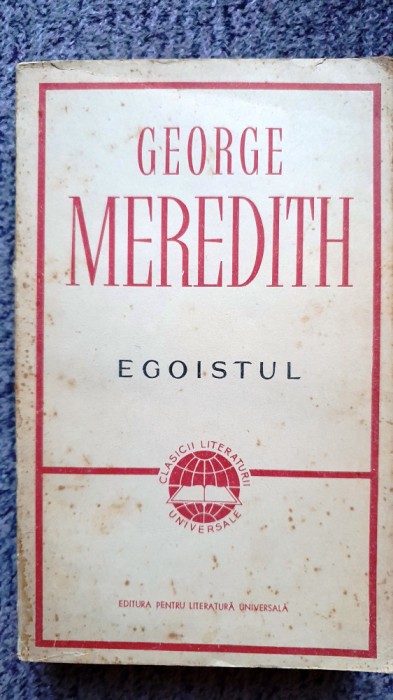 GEORGE
MEREDITH
EGOISTUL
CLASICII LITERATURII
UNIVERSALE
EDITURA PENTRU LITERATURĂ UNIVERSALĂ